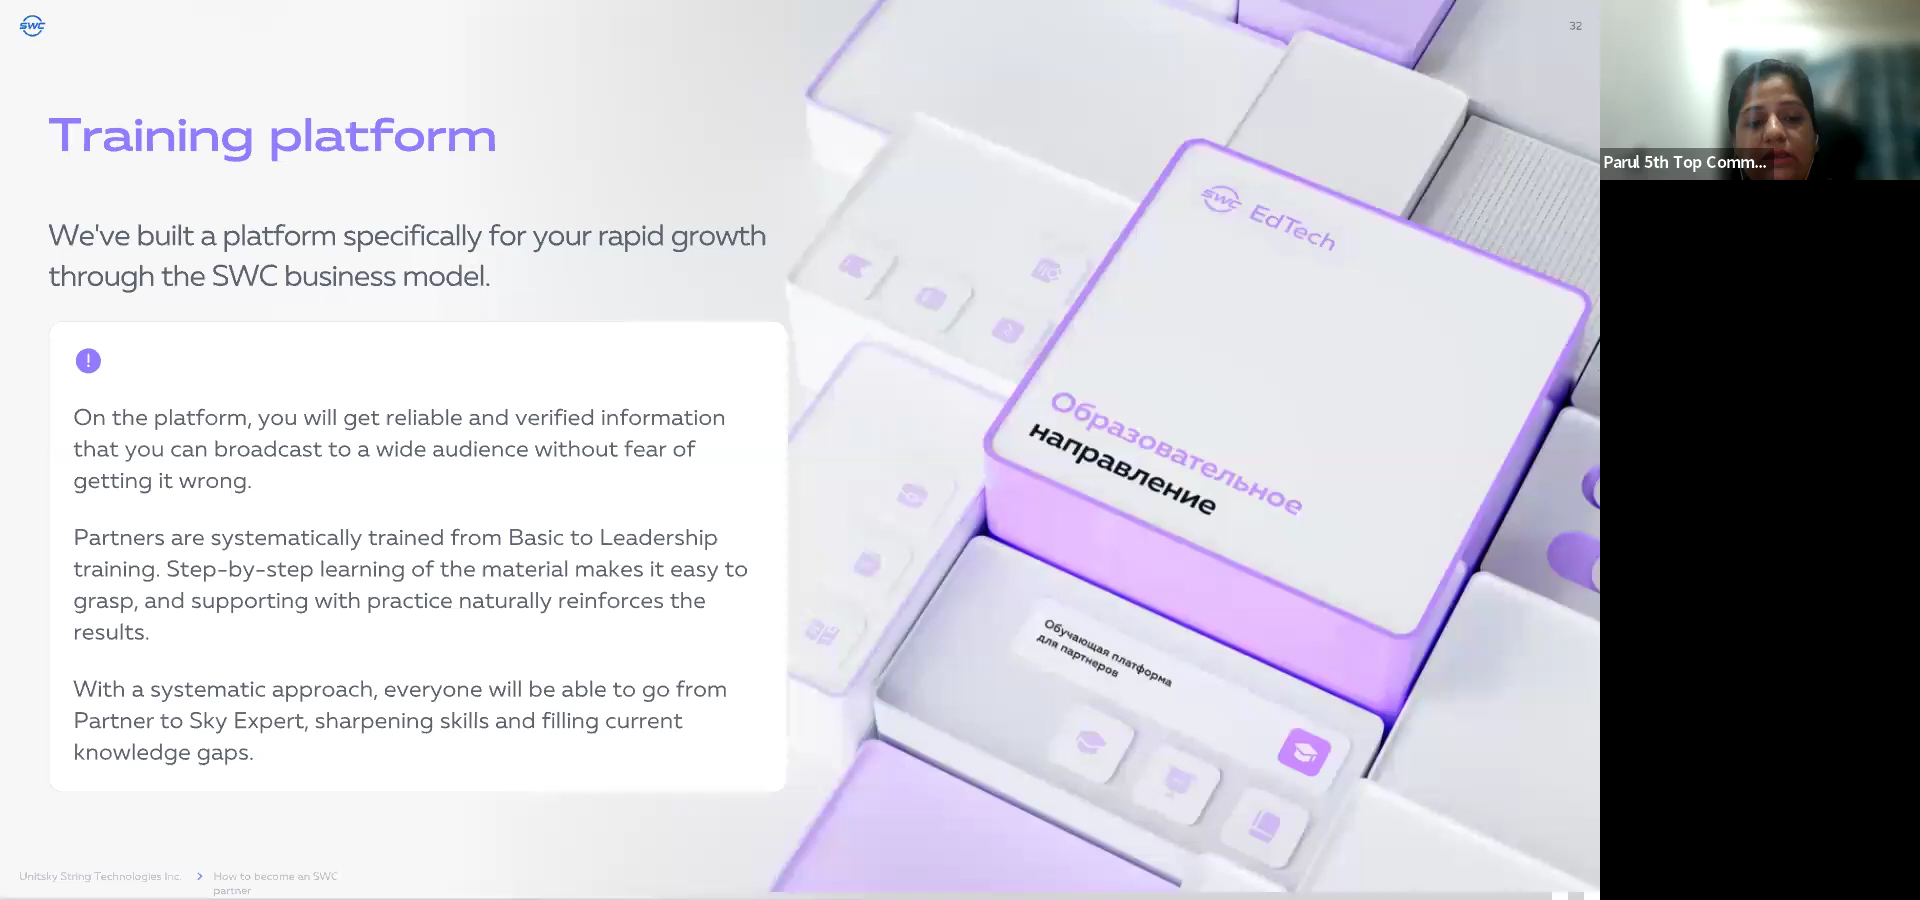 SWC
32
Training platform
We've built a platform specifically for your rapid growth
through the SWC business model.
!
On the platform, you will get reliable and verified information
that you can broadcast to a wide audience without fear of
getting it wrong.
Partners are systematically trained from Basic to Leadership
training. Step-by-step learning of the material makes it easy to
grasp, and supporting with practice naturally reinforces the
results.
With a systematic approach, everyone will be able to go from
Partner to Sky Expert, sharpening skills and filling current
knowledge gaps.
SWC EdTech
Образовательное
направление
Обучающая платформа
для партнеров
Unitsky String Technologies Inc.
How to become an SWC
partner
Parul 5th Top Comm...